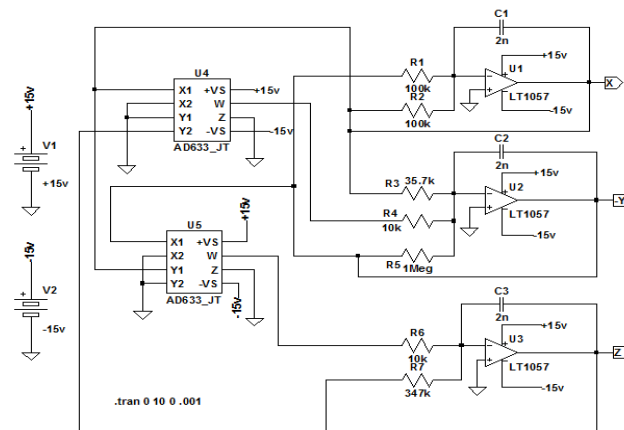 +15v
V1
+15v
-15v
V2
-15v
U4
X1 +VS +15v
X2 W
Y1 Z
Y2 -VS -15v
AD633_JT
U5
X1 +VS +15v
X2 W
Y1 Z
Y2 -VS -15v
AD633_JT
C1
2n
R1
100k
R2
100k
+15v
U1
LT1057
-15v
X
C2
2n
R3 35.7k
R4
10k
R5
1Meg
+15v
U2
LT1057
-15v
-Y
C3
2n
R6
10k
R7
347k
+15v
U3
LT1057
-15v
Z
.tran 0 10 0 .001